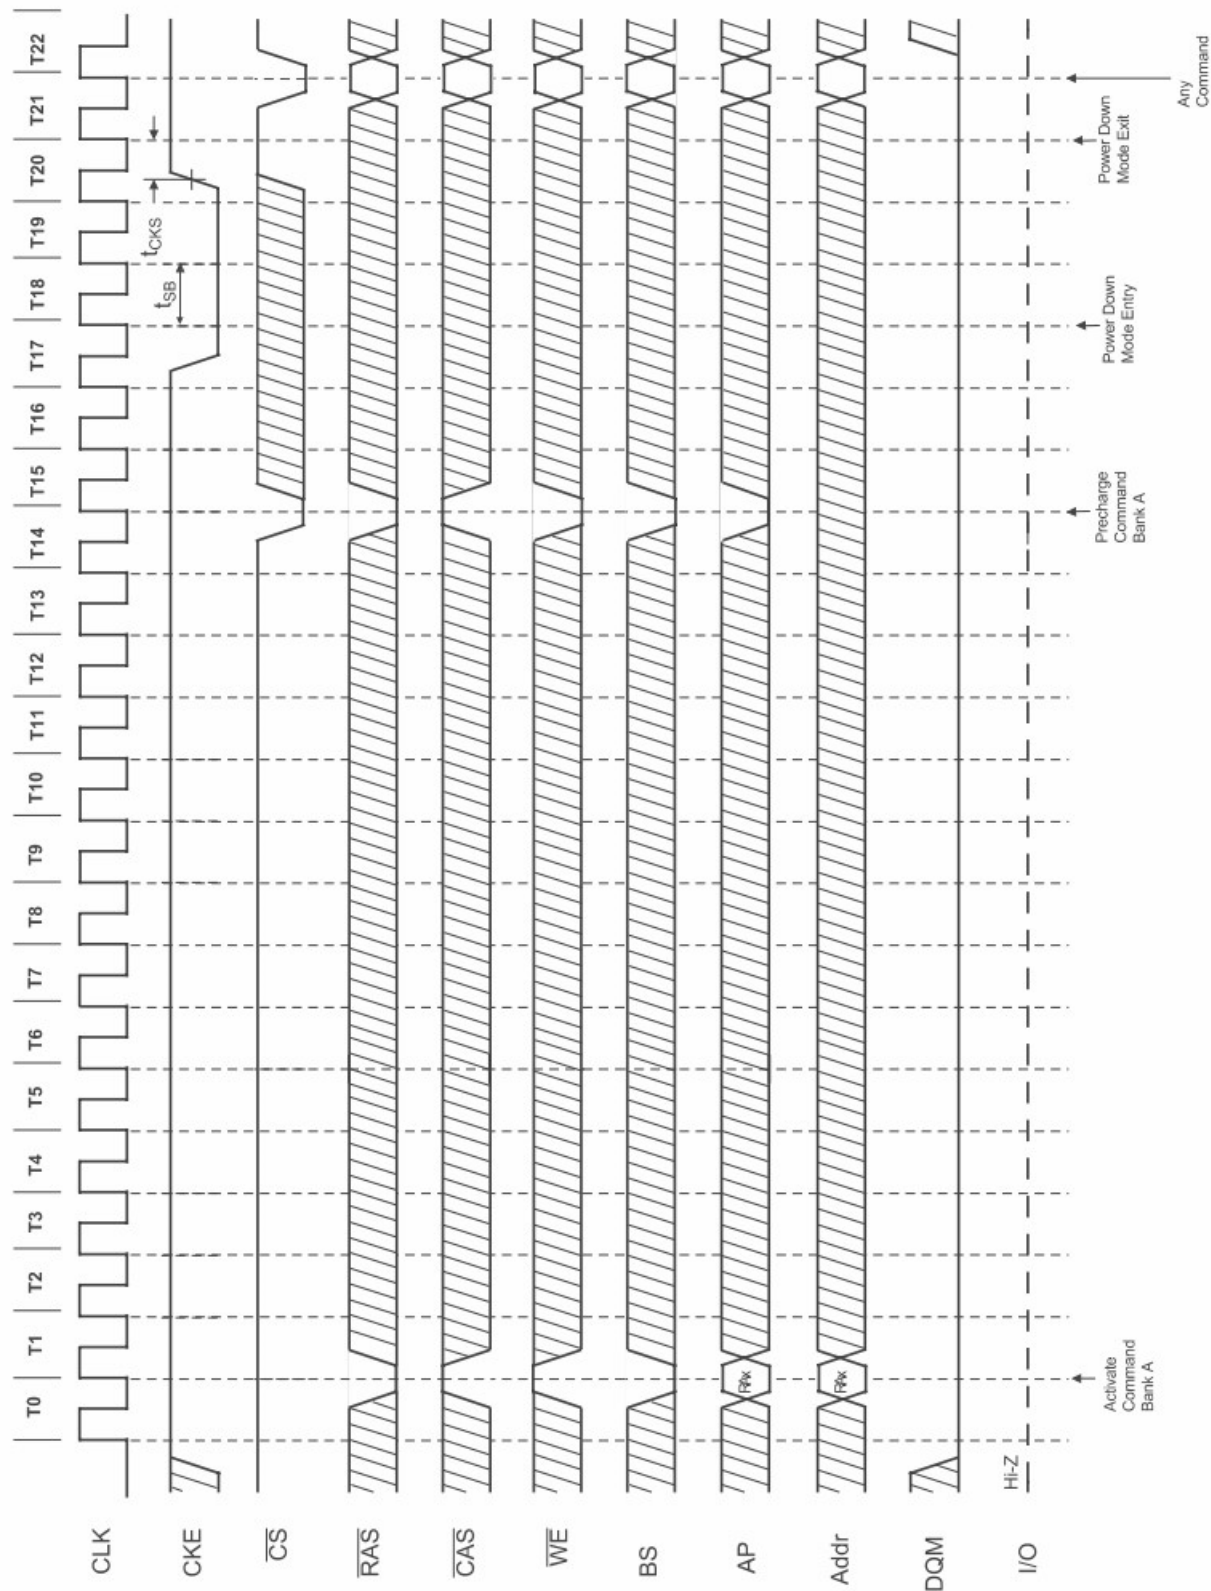 T0 T1 T2 T3 T4 T5 T6 T7 T8 T9 T10 T11 T12 T13 T14 T15 T16 T17 T18 T19 T20 T21 T22
CLK
CKE
tSB
tCKS
CS
RAS
CAS
WE
BS
AP
RAx
Addr
RAx
DQM
I/O
Hi-Z
Activate
Command
Bank A
Precharge
Command
Bank A
Power Down
Mode Entry
Power Down
Mode Exit
Any
Command